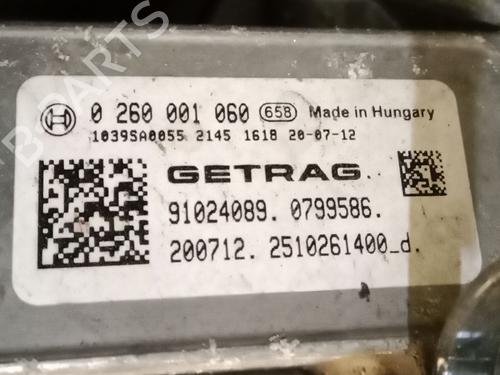 B-PARTS
0 260 001 060 658 Made in Hungary
1039SA0055 2145 1618 20-07-12
GETRAG
91024089. 0799586.
200712. 2510261400_d.